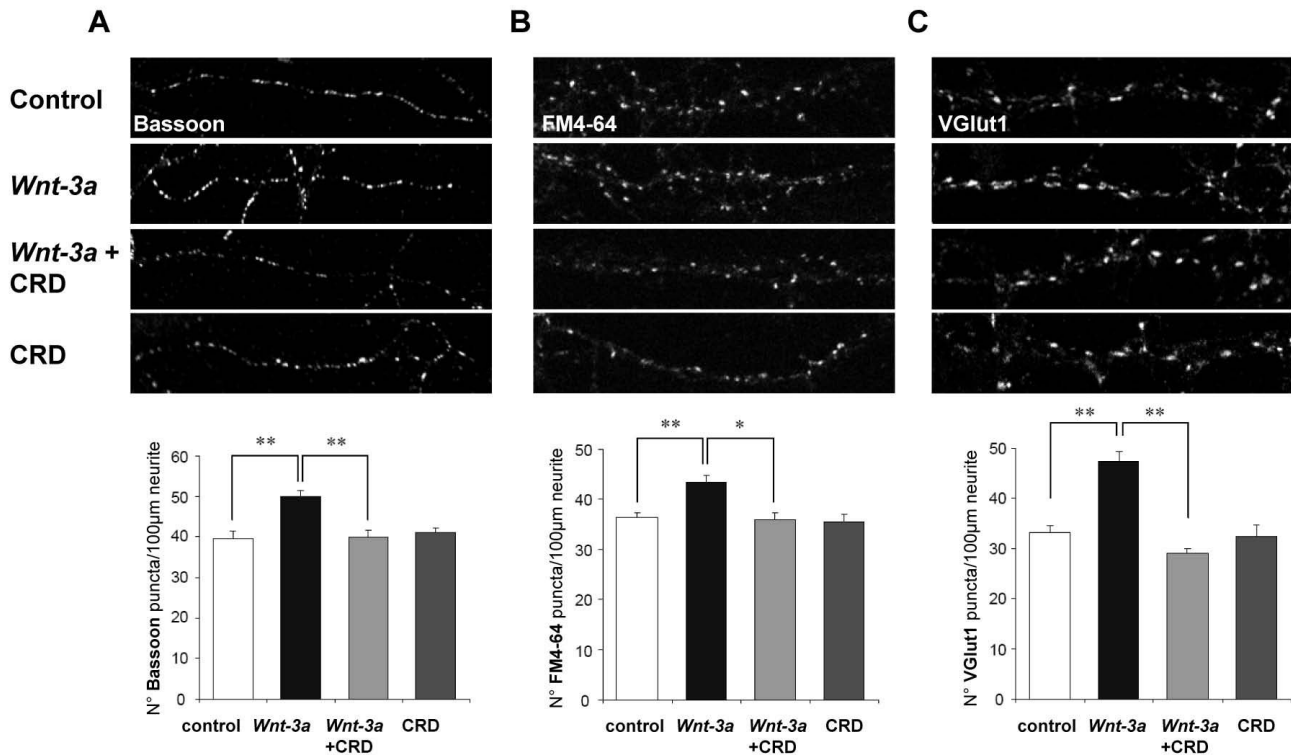 A
B
C
Control
Wnt-3a
Wnt-3a +
CRD
CRD
Bassoon
FM4-64
VGlut1
N° Bassoon puncta/100µm neurite
60
50
40
30
20
10
0
** **
control Wnt-3a Wnt-3a CRD
+CRD
N° FM4-64 puncta/100µm neurite
50
40
30
20
10
0
** *
control Wnt-3a Wnt-3a CRD
+CRD
N° VGlut1 puncta/100µm neurite
50
40
30
20
10
0
** **
control Wnt-3a Wnt-3a CRD
+CRD